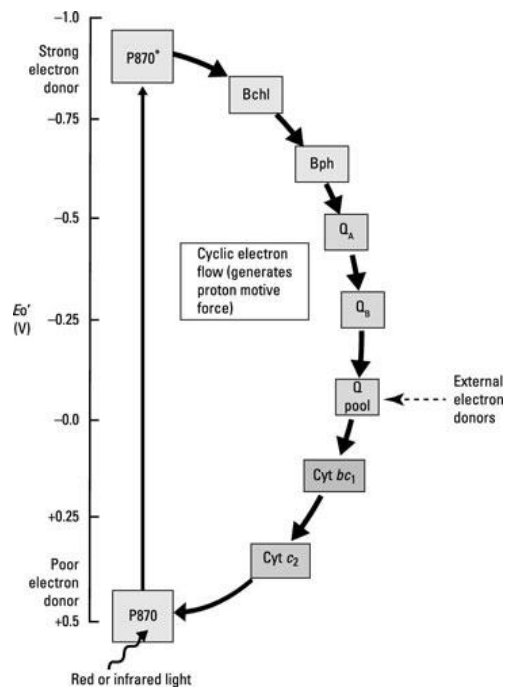 −1.0
Strong
electron
donor
P870*
Bchl
−0.75
Bph
−0.5
QA
Cyclic electron
flow (generates
proton motive
force)
E0′
(V)
−0.25
QB
Q
pool
External
electron
donors
−0.0
Cyt bc1
+0.25
Cyt c2
Poor
electron
donor
P870
+0.5
Red or infrared light